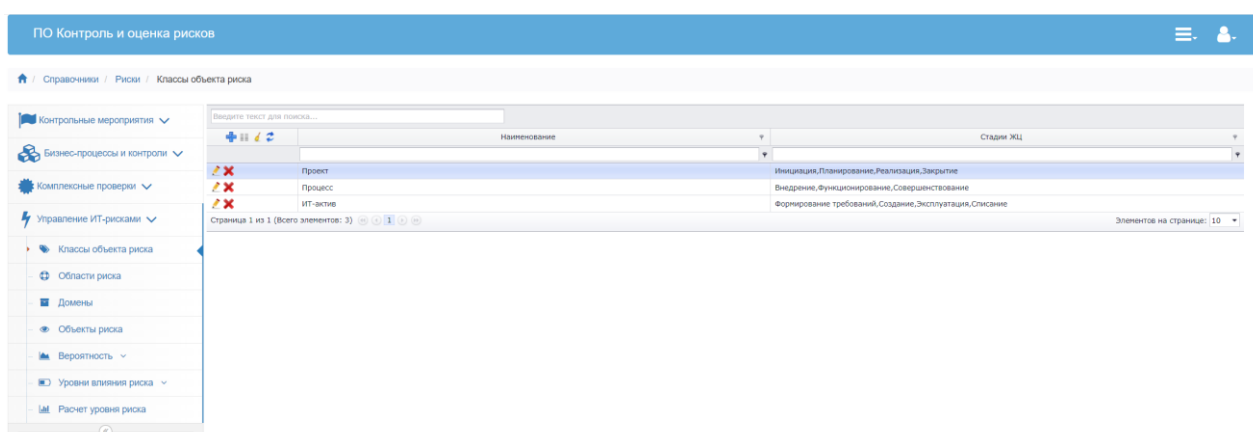 ПО Контроль и оценка рисков
/ Справочники / Риски / Классы объекта риска
Контрольные мероприятия
Бизнес-процессы и контроли
Комплексные проверки
Управление ИТ-рисками
Классы объекта риска
Области риска
Домены
Объекты риска
Вероятность
Уровни влияния риска
Расчет уровня риска
Введите текст для поиска...
Наименование Стадии ЖЦ
Проект Инициация,Планирование,Реализация,Закрытие
Процесс Внедрение,Функционирование,Совершенствование
ИТ-актив Формирование требований,Создание,Эксплуатация,Списание
Страница 1 из 1 (Всего элементов: 3) 1 Элементов на странице: 10